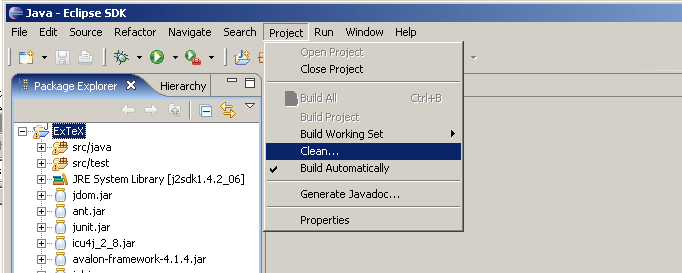 Java - Eclipse SDK
File Edit Source Refactor Navigate Search Project Run Window Help
Open Project
Close Project
Build All Ctrl+B
Build Project
Build Working Set
Clean...
Build Automatically
Generate Javadoc...
Properties
Package Explorer Hierarchy
ExTeX
src/java
src/test
JRE System Library [j2sdk1.4.2_06]
jdom.jar
ant.jar
junit.jar
icu4j_2_8.jar
avalon-framework-4.1.4.jar